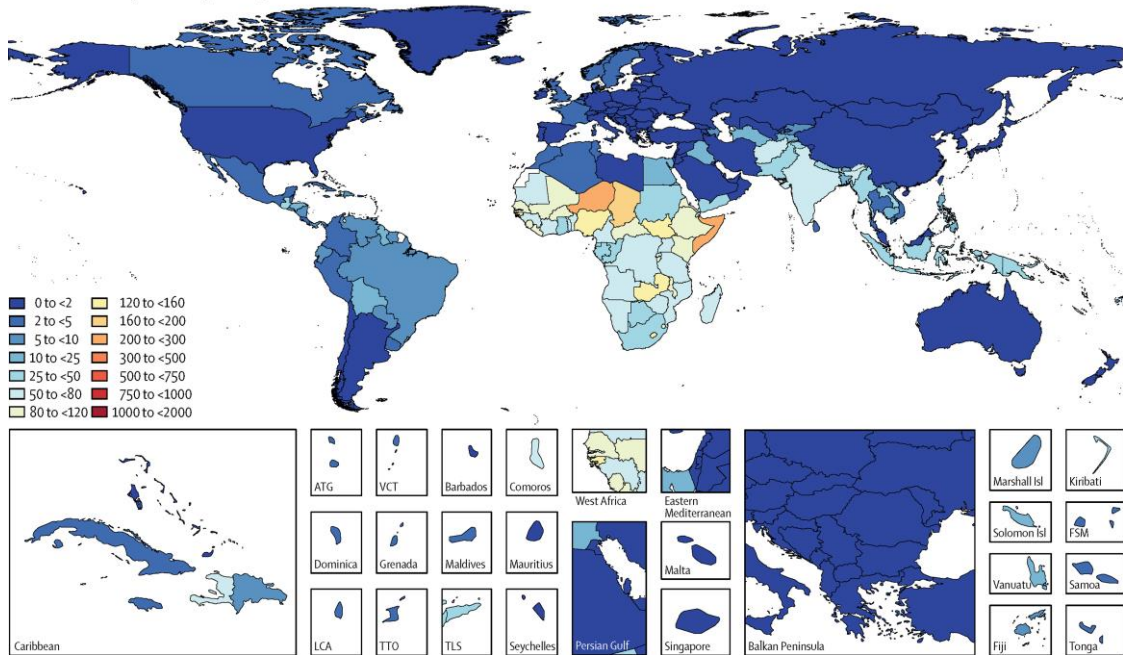 0 to <2
2 to <5
5 to <10
10 to <25
25 to <50
50 to <80
80 to <120
120 to <160
160 to <200
200 to <300
300 to <500
500 to <750
750 to <1000
1000 to <2000
Caribbean
ATG
VCT
Barbados
Comoros
Dominica
Grenada
Maldives
Mauritius
LCA
TTO
TLS
Seychelles
West Africa
Eastern
Mediterranean
Persian Gulf
Malta
Singapore
Balkan Peninsula
Marshall Isl
Kiribati
Solomon Isl
FSM
Vanuatu
Samoa
Fiji
Tonga